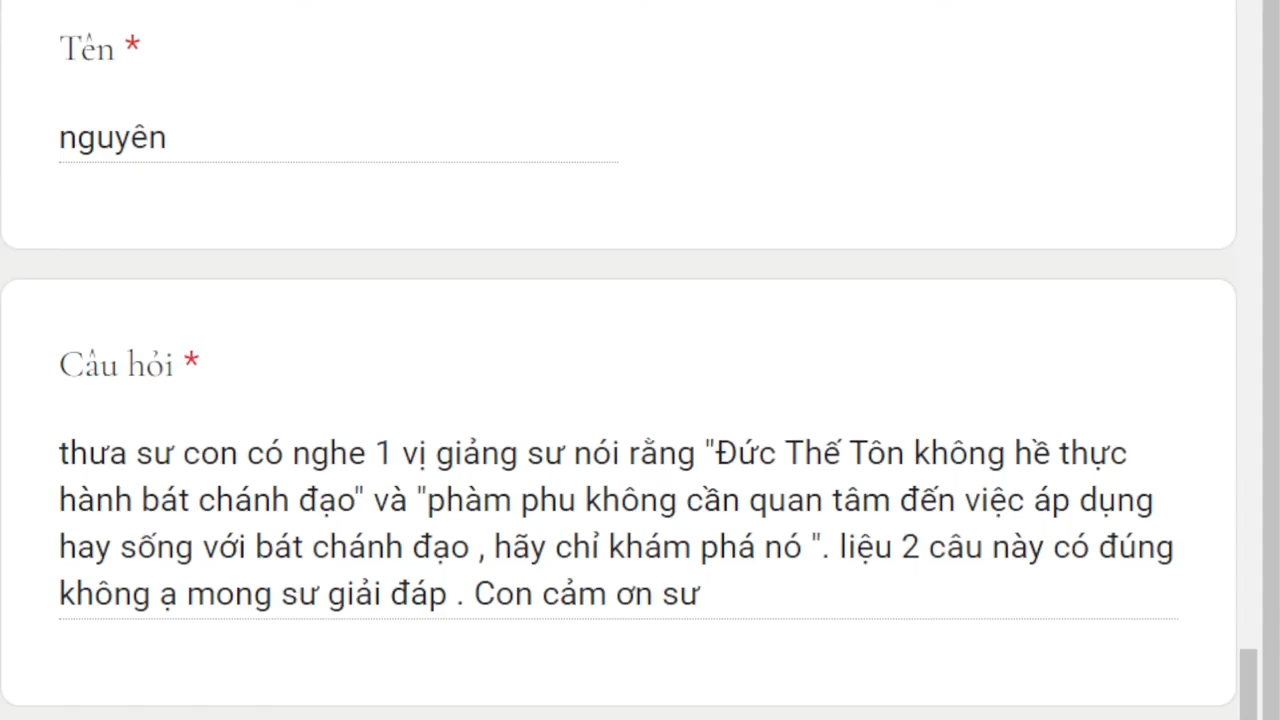 Tên *
nguyên
Câu hỏi *
thưa sư con có nghe 1 vị giảng sư nói rằng "Đức Thế Tôn không hề thực
hành bát chánh đạo" và "phàm phu không cần quan tâm đến việc áp dụng
hay sống với bát chánh đạo , hãy chỉ khám phá nó ". liệu 2 câu này có đúng
không ạ mong sư giải đáp . Con cảm ơn sư